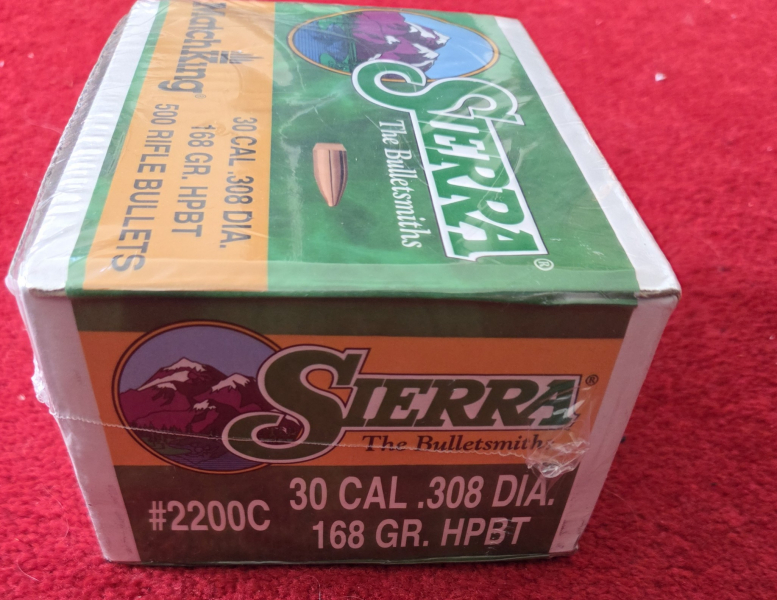 SIERRA®
The Bulletsmiths
MatchKing®
30 CAL .308 DIA.
168 GR. HPBT
500 RIFLE BULLETS
SIERRA®
The Bulletsmiths
#2200C
30 CAL .308 DIA.
168 GR. HPBT